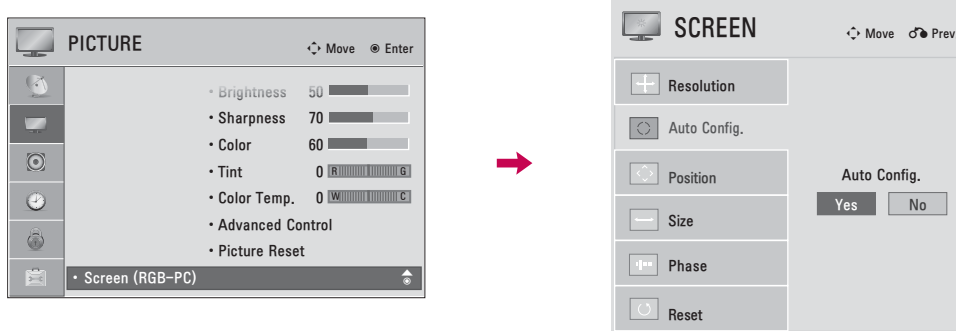 PICTURE
Move Enter
• Brightness 50
• Sharpness 70
• Color 60
• Tint 0 R G
• Color Temp. 0 W C
• Advanced Control
• Picture Reset
• Screen (RGB-PC)
SCREEN
Move Prev
Resolution
Auto Config.
Position
Size
Phase
Reset
Auto Config.
Yes No